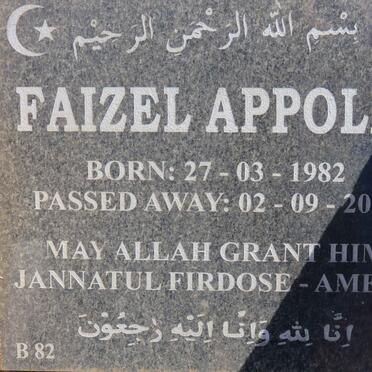 بِسْمِ اللهِ الرَّحْمٰنِ الرَّحِيْمِ
FAIZEL APPOL
BORN: 27 - 03 - 1982
PASSED AWAY: 02 - 09 - 20
MAY ALLAH GRANT HIM
JANNATUL FIRDOSE - AME
اِنَّا لِلّٰهِ وَاِنَّا اِلَيْهِ رٰجِعُوْنَ
B 82